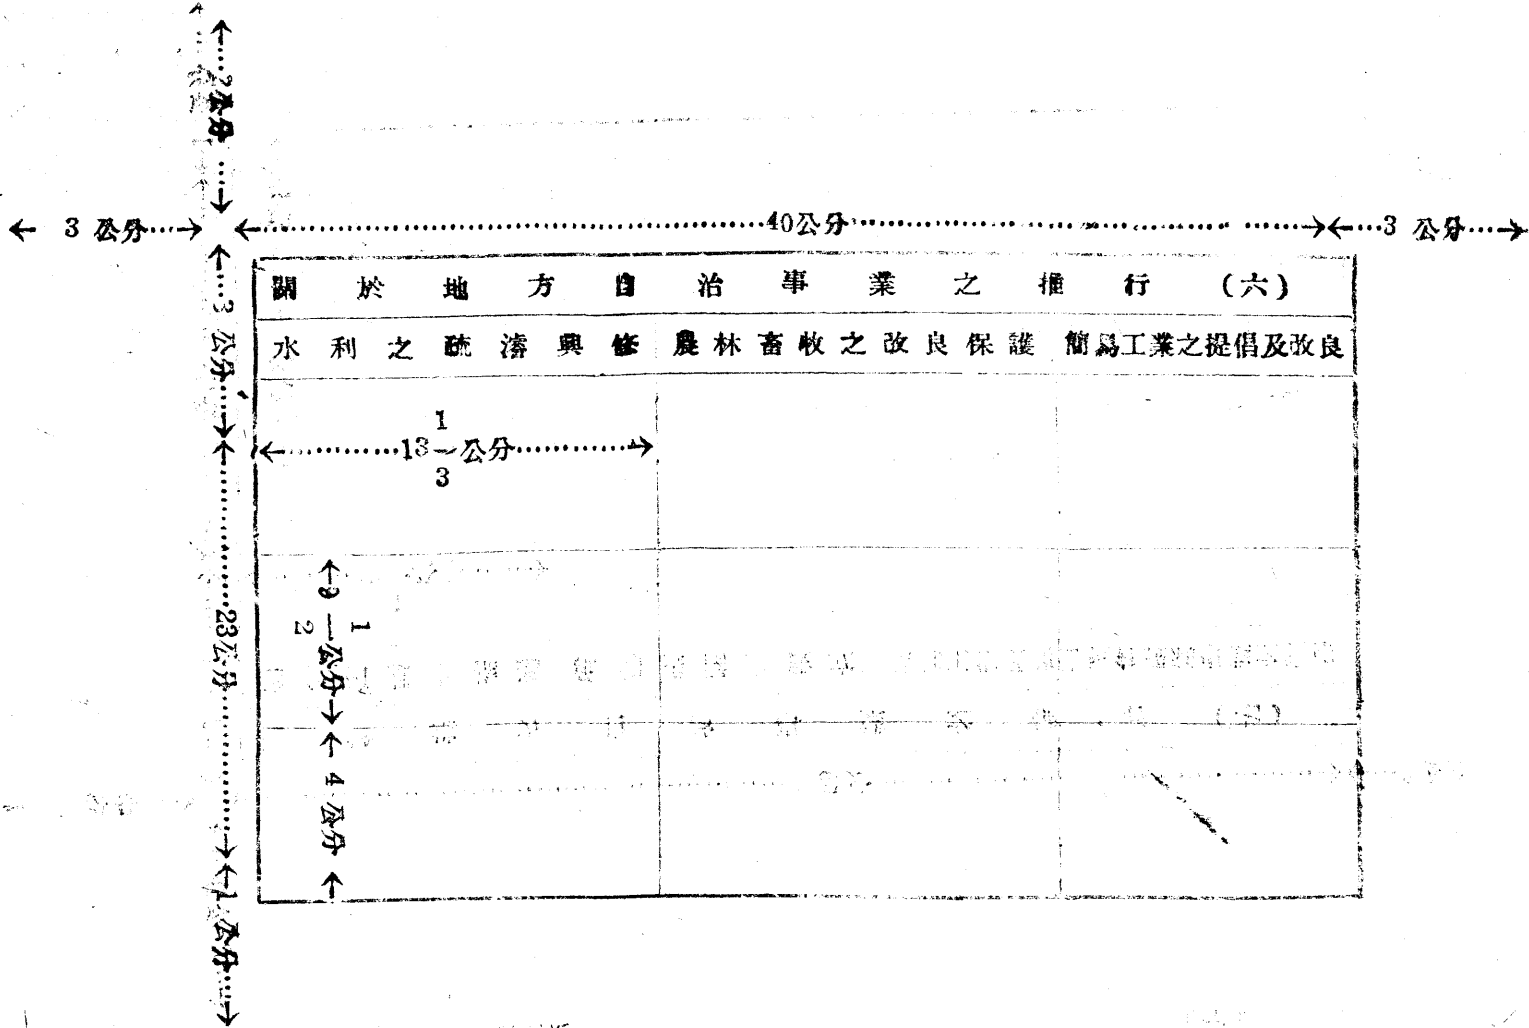 2公分
3 公分 40公分 3 公分
3 公分
關於地方自治事業之推行(六)
水利之疏濬興修 農林畜牧之改良保護 簡易工業之提倡及改良
13 1/3 公分
23公分
1/2 公分
4 公分
1 公分